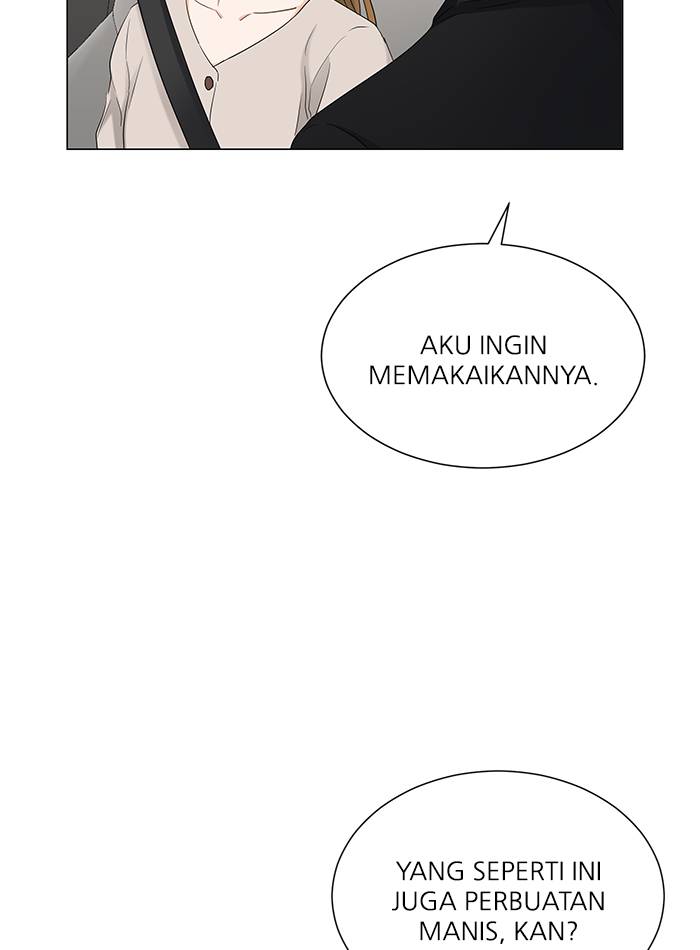 AKU INGIN
MEMAKAIKANNYA.
YANG SEPERTI INI
JUGA PERBUATAN
MANIS, KAN?